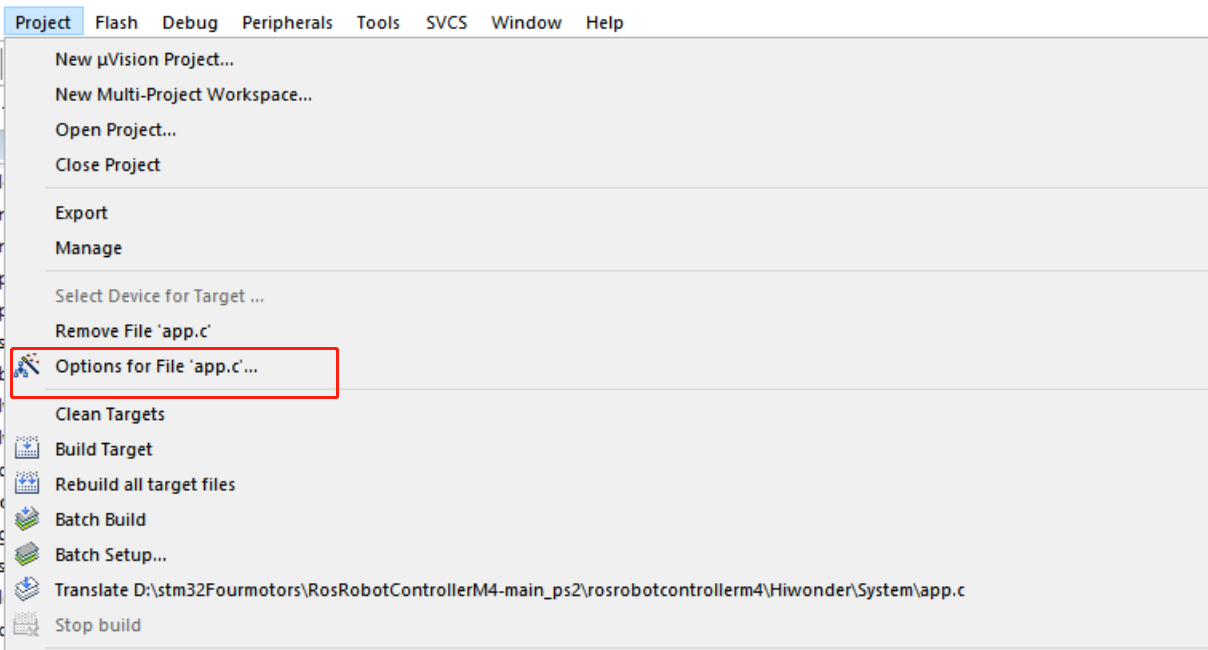 Project Flash Debug Peripherals Tools SVCS Window Help
New µVision Project...
New Multi-Project Workspace...
Open Project...
Close Project
Export
Manage
Select Device for Target ...
Remove File 'app.c'
Options for File 'app.c'...
Clean Targets
Build Target
Rebuild all target files
Batch Build
Batch Setup...
Translate D:\stm32Fourmotors\RosRobotControllerM4-main_ps2\rosrobotcontrollerm4\Hiwonder\System\app.c
Stop build